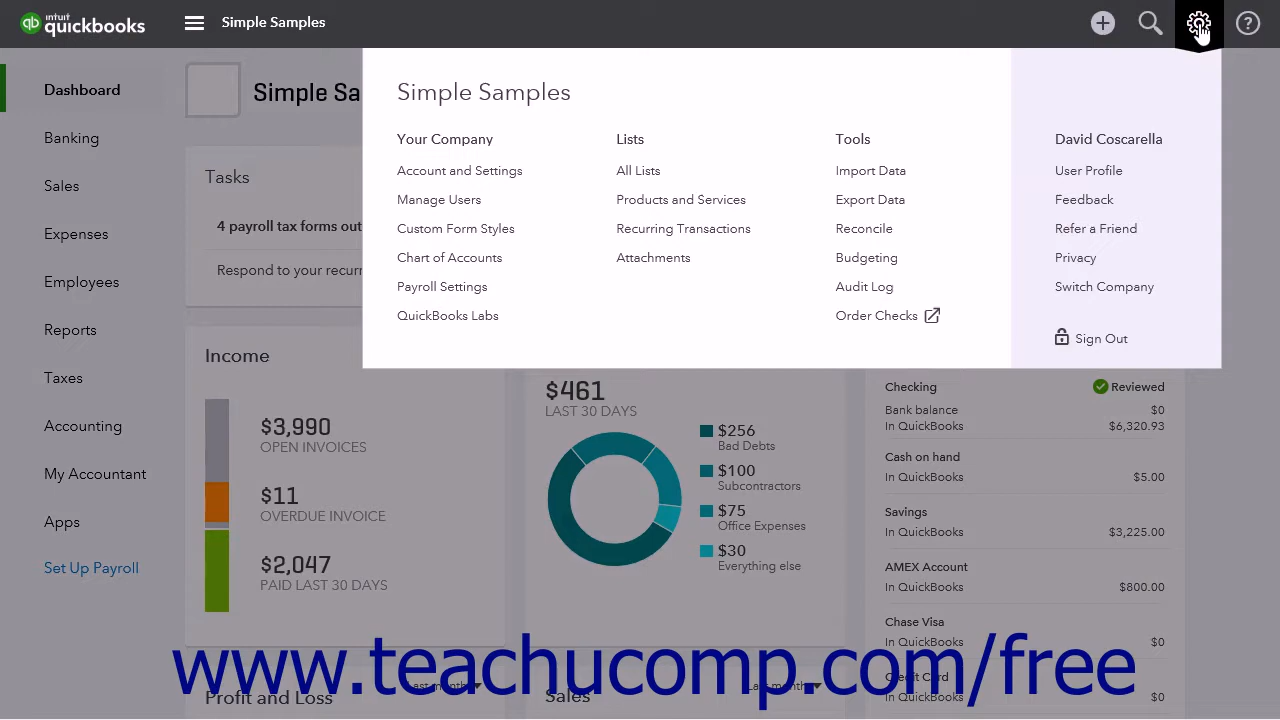 intuit
quickbooks
Simple Samples
Dashboard
Banking
Sales
Expenses
Employees
Reports
Taxes
Accounting
My Accountant
Apps
Set Up Payroll
Simple Sa
Tasks
4 payroll tax forms out
Respond to your recurr
Simple Samples
Your Company
Account and Settings
Manage Users
Custom Form Styles
Chart of Accounts
Payroll Settings
QuickBooks Labs
Lists
All Lists
Products and Services
Recurring Transactions
Attachments
Tools
Import Data
Export Data
Reconcile
Budgeting
Audit Log
Order Checks
David Coscarella
User Profile
Feedback
Refer a Friend
Privacy
Switch Company
Sign Out
Income
$3,990
OPEN INVOICES
$11
OVERDUE INVOICE
$2,047
PAID LAST 30 DAYS
$461
LAST 30 DAYS
$256
Bad Debts
$100
Subcontractors
$75
Office Expenses
$30
Everything else
Checking Reviewed
Bank balance $0
In QuickBooks $6,320.93
Cash on hand
In QuickBooks $5.00
Savings
In QuickBooks $3,225.00
AMEX Account
In QuickBooks $800.00
Chase Visa
In QuickBooks $0
Credit Card
In QuickBooks $0
Profit and Loss Last month
Sales Last month
www.teachucomp.com/free